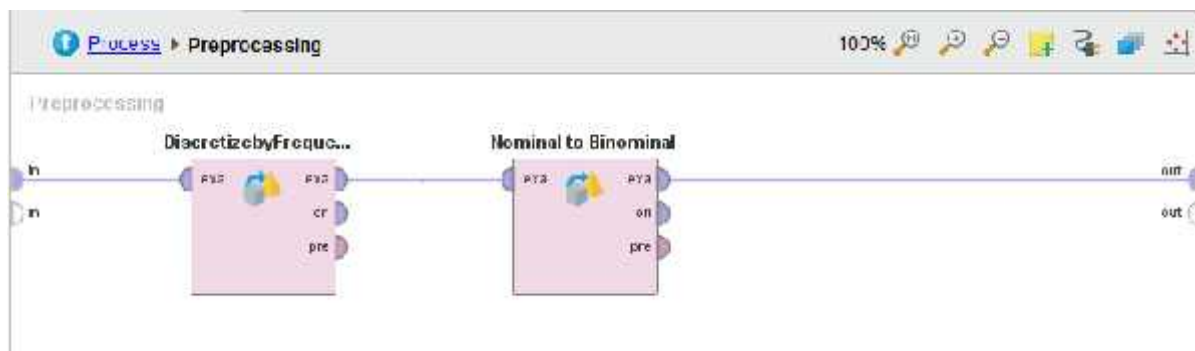 Process ▸ Preprocessing
100%
Preprocessing
DiscretizebyFreque...
Nominal to Binominal
in
exa
exa
exa
exa
out
in
ori
ori
out
pre
pre